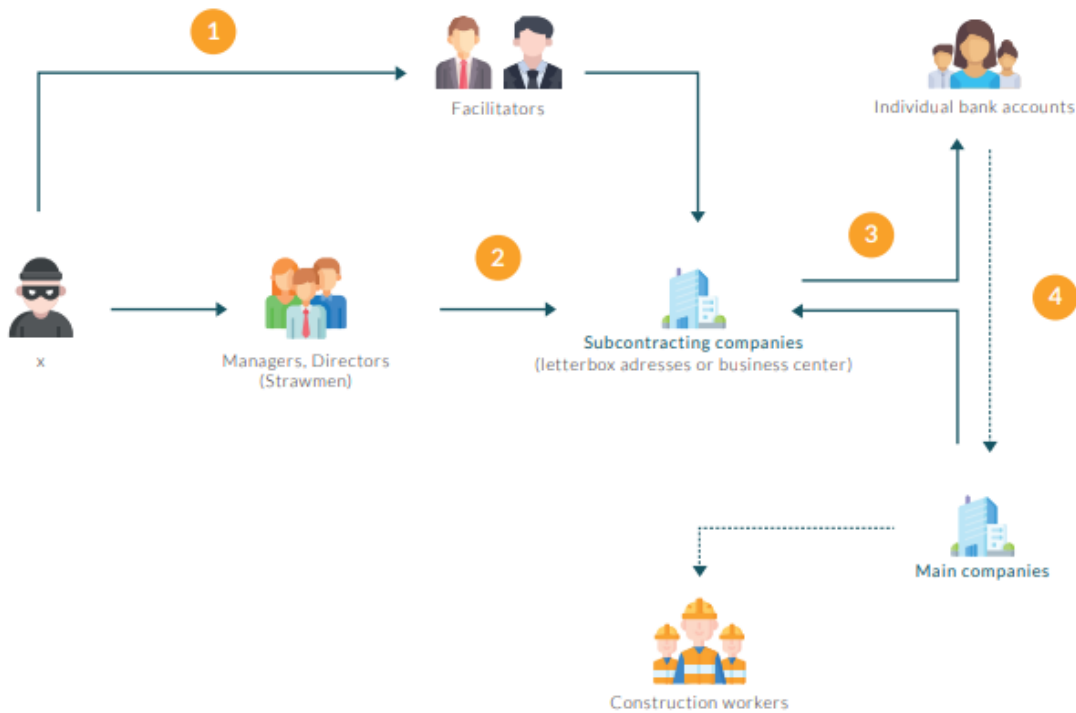 1
Facilitators
Individual bank accounts
2
3
4
x
Managers, Directors
(Strawmen)
Subcontracting companies
(letterbox adresses or business center)
Main companies
Construction workers